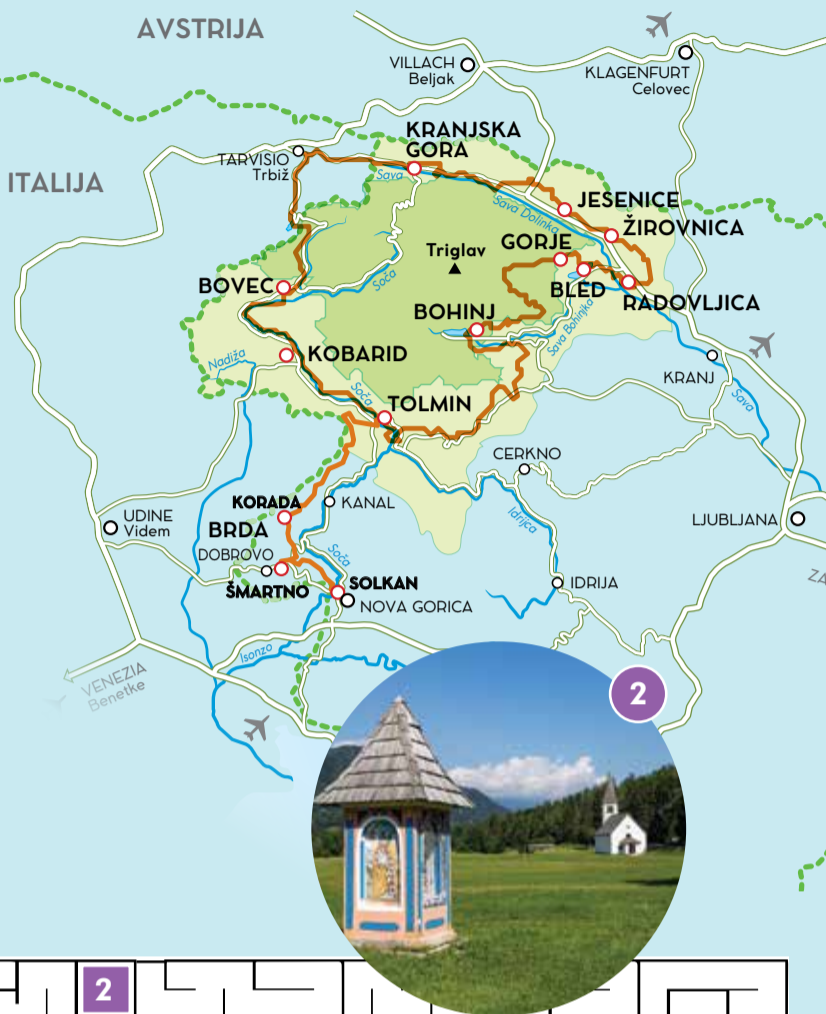 AVSTRIJA
VILLACH
Beljak
KLAGENFURT
Celovec
KRANJSKA
GORA
TARVISIO
Trbiž
Sava
ITALIJA
JESENICE
Sava Dolinka
ŽIROVNICA
GORJE
Triglav
Soča
BOVEC
BLED
RADOVLJICA
BOHINJ
Sava Bohinjka
KOBARID
Nadiža
KRANJ
Soča
Sava
TOLMIN
CERKNO
KORADA
KANAL
UDINE
Videm
BRDA
Idrijca
LJUBLJANA
DOBROVO
Soča
ŠMARTNO
SOLKAN
IDRIJA
ZA
NOVA GORICA
Isonzo
VENEZIA
Benetke
2
2